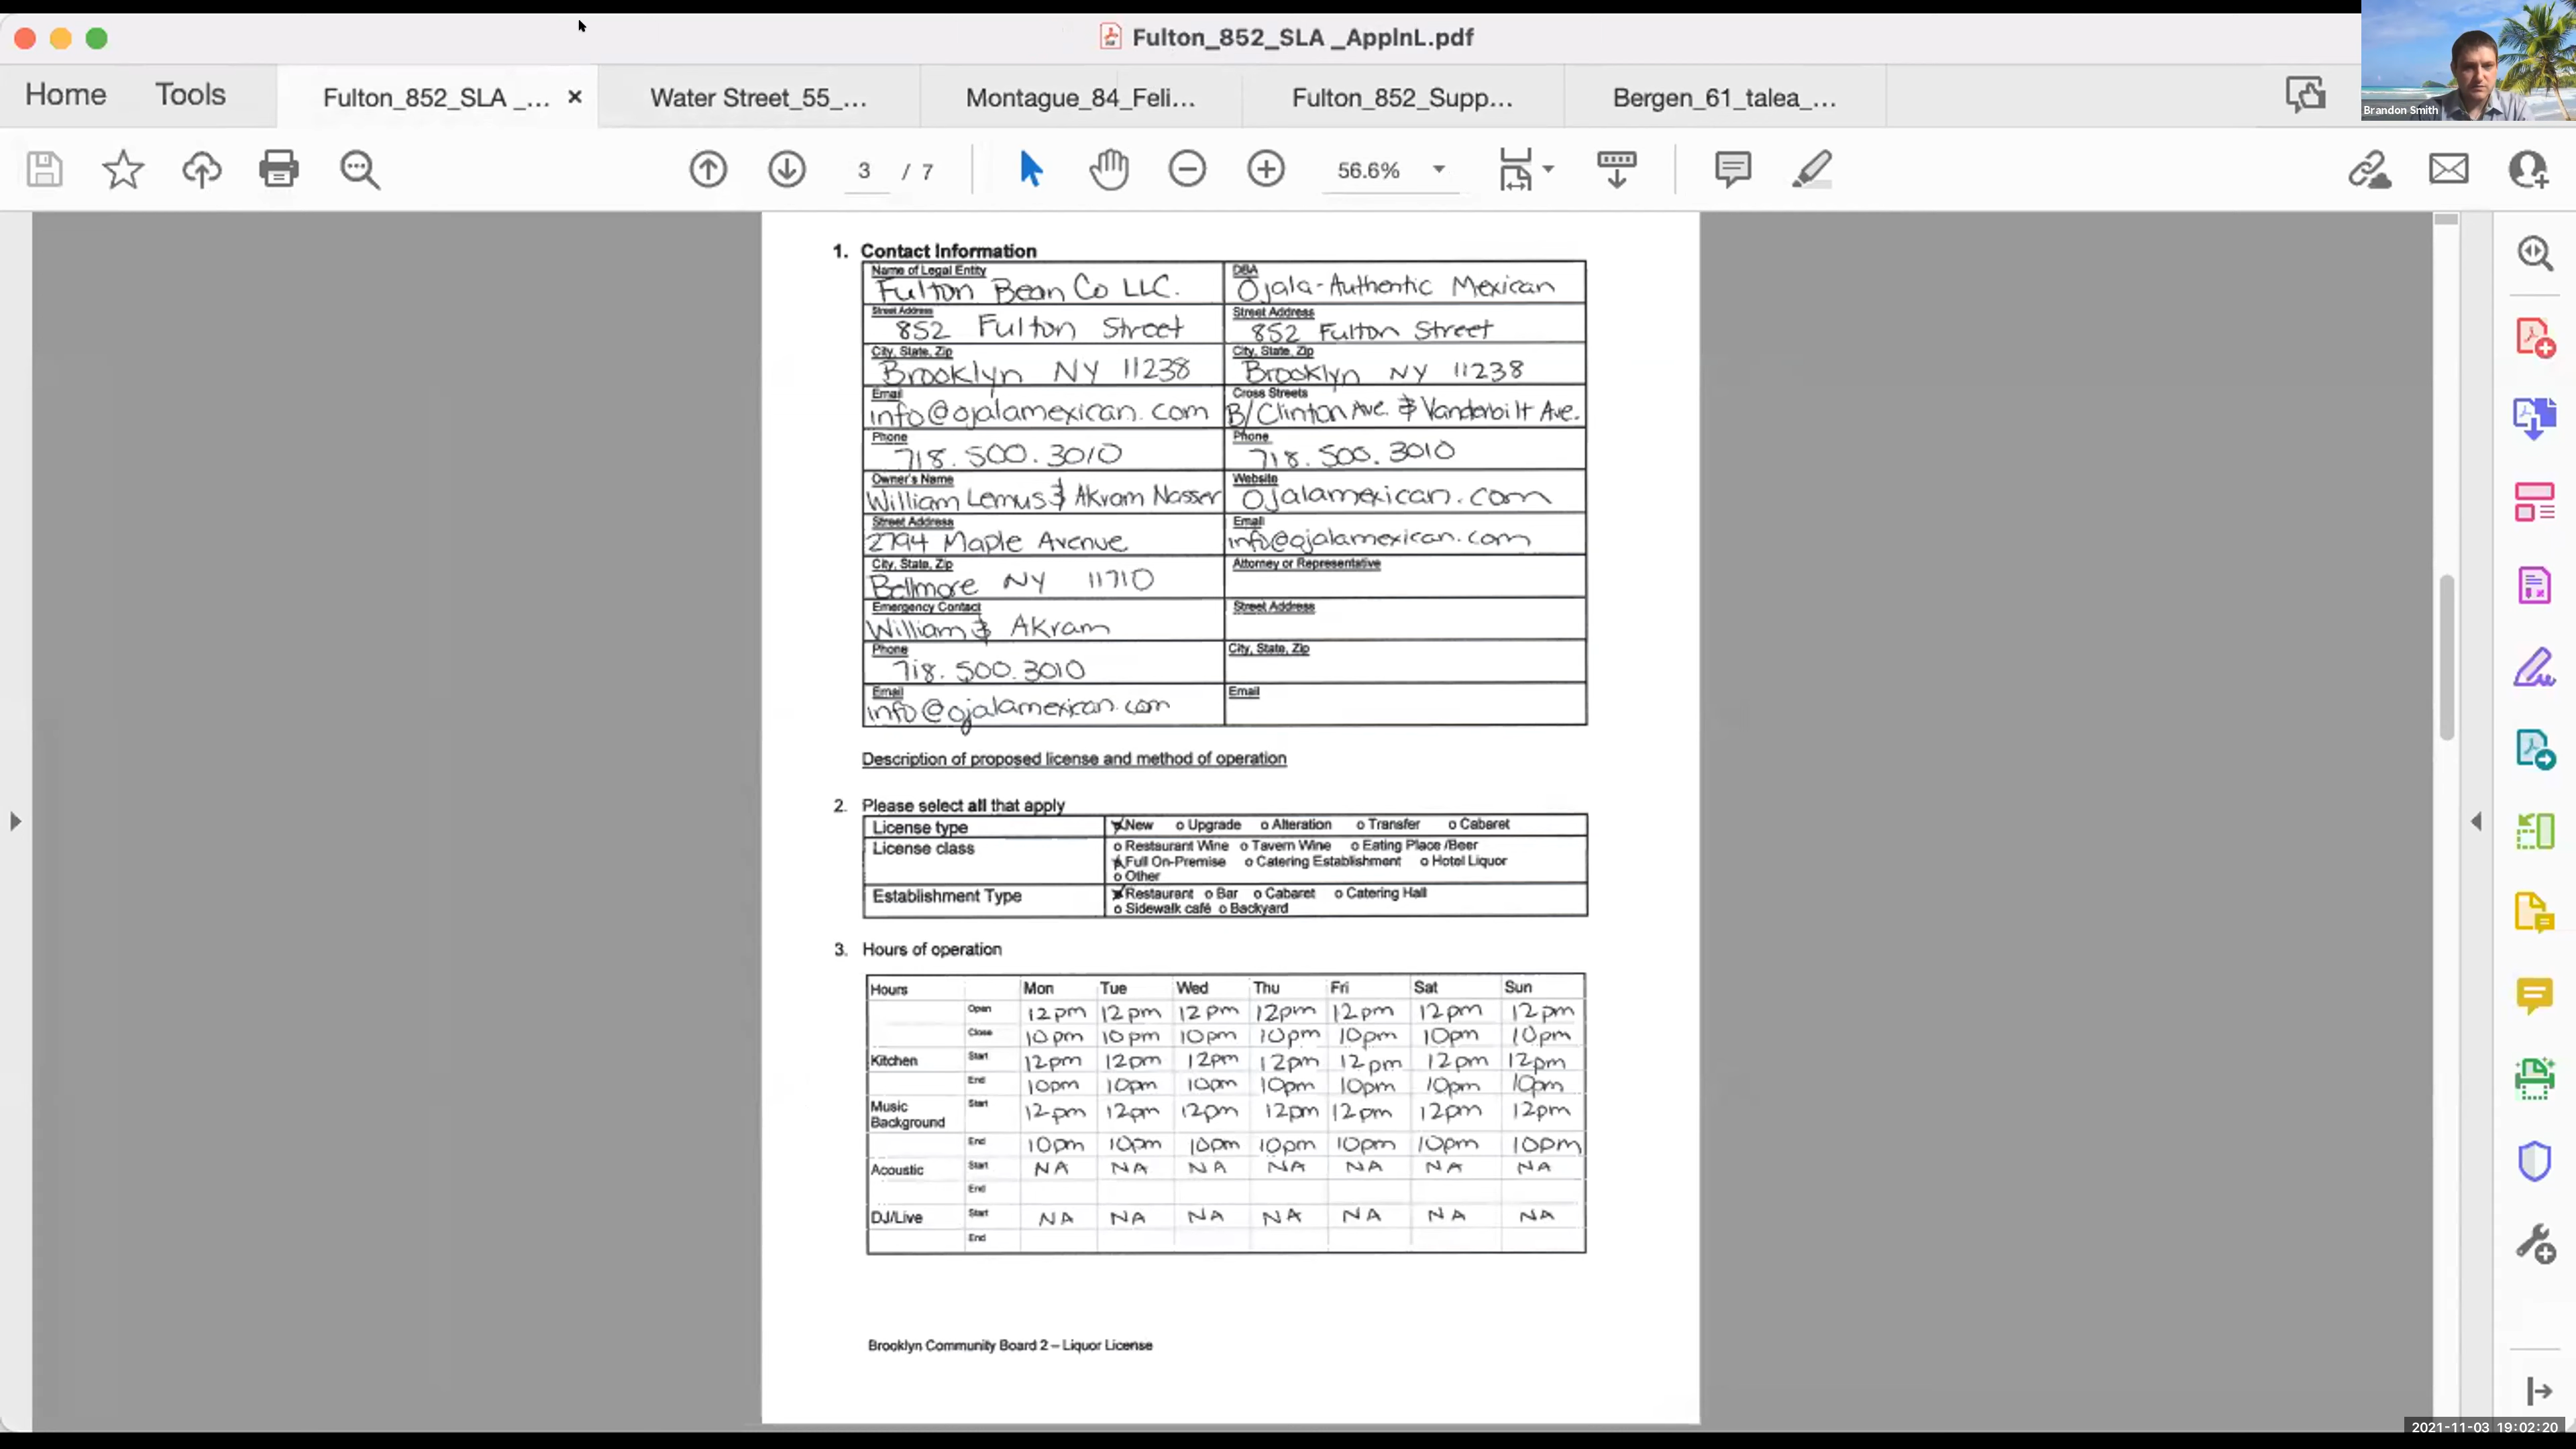 Fulton_852_SLA _AppInL.pdf
Home Tools Fulton_852_SLA _... × Water Street_55_... Montague_84_Feli... Fulton_852_Supp... Bergen_61_talea_...
Brandon Smith
3 / 7 56.6%
1. Contact Information
Name of Legal Entity DBA
Fulton Bean Co LLC. Ojala-Authentic Mexican
Street Address Street Address
852 Fulton Street 852 Fulton Street
City, State, Zip City, State, Zip
Brooklyn NY 11238 Brooklyn NY 11238
Email Cross Streets
info@ojalamexican.com B/Clinton Ave. & Vanderbilt Ave.
Phone Phone
718.500.3010 718.500.3010
Owner's Name Website
William Lemus & Akram Nasser Ojalamexican.com
Street Address Email
2794 Maple Avenue info@ojalamexican.com
City, State, Zip Attorney or Representative
Bellmore NY 11710
Emergency Contact Street Address
William & Akram
Phone City, State, Zip
718.500.3010
Email Email
info@ojalamexican.com
Description of proposed license and method of operation
2. Please select all that apply
License type New o Upgrade o Alteration o Transfer o Cabaret
License class o Restaurant Wine o Tavern Wine o Eating Place /Beer
Full On-Premise o Catering Establishment o Hotel Liquor
o Other
Establishment Type Restaurant o Bar o Cabaret o Catering Hall
o Sidewalk café o Backyard
3. Hours of operation
Hours Mon Tue Wed Thu Fri Sat Sun
Open 12pm 12pm 12pm 12pm 12pm 12pm 12pm
Close 10pm 10pm 10pm 10pm 10pm 10pm 10pm
Kitchen Start 12pm 12pm 12pm 12pm 12pm 12pm 12pm
End 10pm 10pm 10pm 10pm 10pm 10pm 10pm
Music Background Start 12pm 12pm 12pm 12pm 12pm 12pm 12pm
End 10pm 10pm 10pm 10pm 10pm 10pm 10pm
Acoustic Start NA NA NA NA NA NA NA
End
DJ/Live Start NA NA NA NA NA NA NA
End
Brooklyn Community Board 2 – Liquor License
2021-11-03 19:02:20